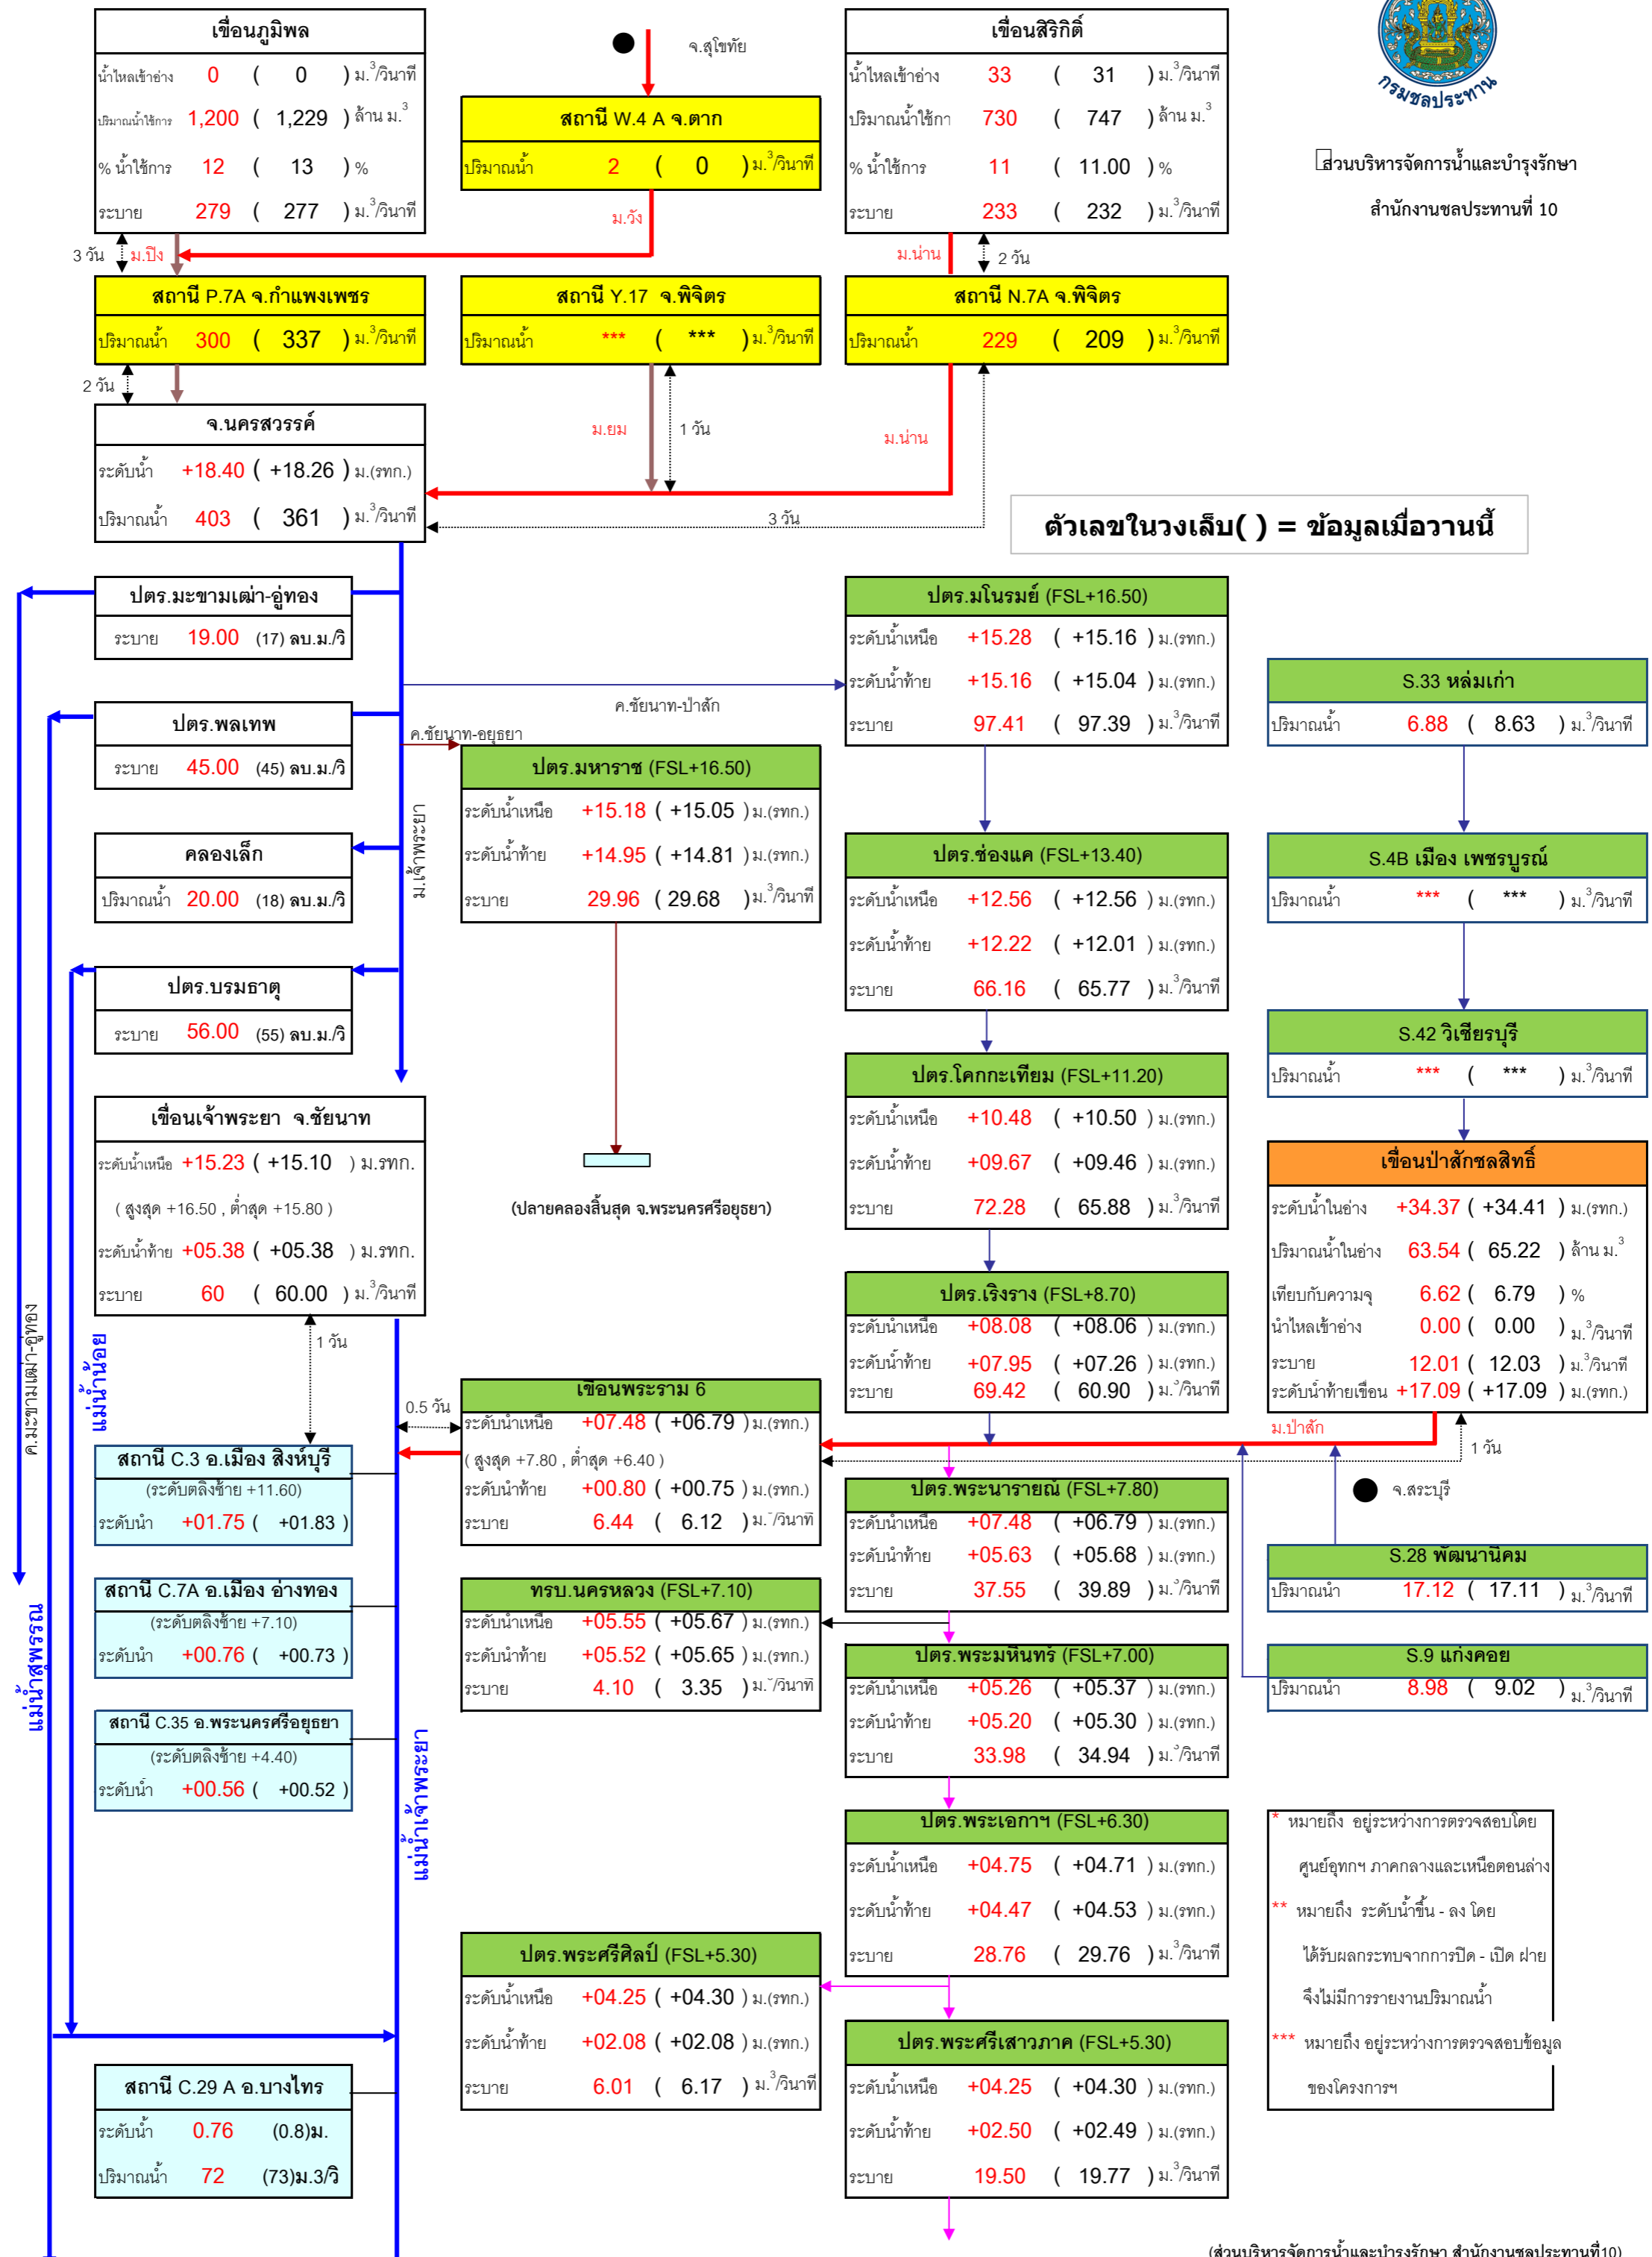 กรมชลประทาน
ส่วนบริหารจัดการน้ำและบำรุงรักษา
สำนักงานชลประทานที่ 10
เขื่อนภูมิพล
น้ำไหลเข้าอ่าง 0 ( 0 ) ม.³/วินาที
ปริมาณน้ำใช้การ 1,200 ( 1,229 ) ล้าน ม.³
% น้ำใช้การ 12 ( 13 ) %
ระบาย 279 ( 277 ) ม.³/วินาที
จ.สุโขทัย
สถานี W.4 A จ.ตาก
ปริมาณน้ำ 2 ( 0 ) ม.³/วินาที
เขื่อนสิริกิติ์
น้ำไหลเข้าอ่าง 33 ( 31 ) ม.³/วินาที
ปริมาณน้ำใช้กา 730 ( 747 ) ล้าน ม.³
% น้ำใช้การ 11 ( 11.00 ) %
ระบาย 233 ( 232 ) ม.³/วินาที
3 วัน
ม.ปิง
ม.วัง
ม.น่าน
2 วัน
สถานี P.7A จ.กำแพงเพชร
ปริมาณน้ำ 300 ( 337 ) ม.³/วินาที
สถานี Y.17 จ.พิจิตร
ปริมาณน้ำ *** ( *** ) ม.³/วินาที
สถานี N.7A จ.พิจิตร
ปริมาณน้ำ 229 ( 209 ) ม.³/วินาที
2 วัน
จ.นครสวรรค์
ระดับน้ำ +18.40 ( +18.26 ) ม.(รทก.)
ปริมาณน้ำ 403 ( 361 ) ม.³/วินาที
ม.ยม
1 วัน
ม.น่าน
3 วัน
ตัวเลขในวงเล็บ( ) = ข้อมูลเมื่อวานนี้
ปตร.มะขามเฒ่า-อู่ทอง
ระบาย 19.00 (17) ลบ.ม./วิ
ปตร.พลเทพ
ระบาย 45.00 (45) ลบ.ม./วิ
คลองเล็ก
ปริมาณน้ำ 20.00 (18) ลบ.ม./วิ
ปตร.บรมธาตุ
ระบาย 56.00 (55) ลบ.ม./วิ
ค.ชัยนาท-ป่าสัก
ค.ชัยนาท-อยุธยา
ม.เจ้าพระยา
ปตร.มหาราช (FSL+16.50)
ระดับน้ำเหนือ +15.18 ( +15.05 ) ม.(รทก.)
ระดับน้ำท้าย +14.95 ( +14.81 ) ม.(รทก.)
ระบาย 29.96 ( 29.68 ) ม.³/วินาที
(ปลายคลองสิ้นสุด จ.พระนครศรีอยุธยา)
ปตร.มโนรมย์ (FSL+16.50)
ระดับน้ำเหนือ +15.28 ( +15.16 ) ม.(รทก.)
ระดับน้ำท้าย +15.16 ( +15.04 ) ม.(รทก.)
ระบาย 97.41 ( 97.39 ) ม.³/วินาที
ปตร.ช่องแค (FSL+13.40)
ระดับน้ำเหนือ +12.56 ( +12.56 ) ม.(รทก.)
ระดับน้ำท้าย +12.22 ( +12.01 ) ม.(รทก.)
ระบาย 66.16 ( 65.77 ) ม.³/วินาที
ปตร.โคกกะเทียม (FSL+11.20)
ระดับน้ำเหนือ +10.48 ( +10.50 ) ม.(รทก.)
ระดับน้ำท้าย +09.67 ( +09.46 ) ม.(รทก.)
ระบาย 72.28 ( 65.88 ) ม.³/วินาที
ปตร.เริงราง (FSL+8.70)
ระดับน้ำเหนือ +08.08 ( +08.06 ) ม.(รทก.)
ระดับน้ำท้าย +07.95 ( +07.26 ) ม.(รทก.)
ระบาย 69.42 ( 60.90 ) ม.³/วินาที
S.33 หล่มเก่า
ปริมาณน้ำ 6.88 ( 8.63 ) ม.³/วินาที
S.4B เมือง เพชรบูรณ์
ปริมาณน้ำ *** ( *** ) ม.³/วินาที
S.42 วิเชียรบุรี
ปริมาณน้ำ *** ( *** ) ม.³/วินาที
เขื่อนป่าสักชลสิทธิ์
ระดับน้ำในอ่าง +34.37 ( +34.41 ) ม.(รทก.)
ปริมาณน้ำในอ่าง 63.54 ( 65.22 ) ล้าน ม.³
เทียบกับความจุ 6.62 ( 6.79 ) %
น้ำไหลเข้าอ่าง 0.00 ( 0.00 ) ม.³/วินาที
ระบาย 12.01 ( 12.03 ) ม.³/วินาที
ระดับน้ำท้ายเขื่อน +17.09 ( +17.09 ) ม.(รทก.)
ม.ป่าสัก
1 วัน
จ.สระบุรี
เขื่อนเจ้าพระยา จ.ชัยนาท
ระดับน้ำเหนือ +15.23 ( +15.10 ) ม.รทก.
( สูงสุด +16.50 , ต่ำสุด +15.80 )
ระดับน้ำท้าย +05.38 ( +05.38 ) ม.รทก.
ระบาย 60 ( 60.00 ) ม.³/วินาที
1 วัน
0.5 วัน
ค.มะขามเฒ่า-อู่ทอง
แม่น้ำน้อย
แม่น้ำสุพรรณ
แม่น้ำเจ้าพระยา
เขื่อนพระราม 6
ระดับน้ำเหนือ +07.48 ( +06.79 ) ม.(รทก.)
( สูงสุด +7.80 , ต่ำสุด +6.40 )
ระดับน้ำท้าย +00.80 ( +00.75 ) ม.(รทก.)
ระบาย 6.44 ( 6.12 ) ม.³/วินาที
สถานี C.3 อ.เมือง สิงห์บุรี
(ระดับตลิ่งซ้าย +11.60)
ระดับน้ำ +01.75 ( +01.83 )
สถานี C.7A อ.เมือง อ่างทอง
(ระดับตลิ่งซ้าย +7.10)
ระดับน้ำ +00.76 ( +00.73 )
สถานี C.35 อ.พระนครศรีอยุธยา
(ระดับตลิ่งซ้าย +4.40)
ระดับน้ำ +00.56 ( +00.52 )
ทรบ.นครหลวง (FSL+7.10)
ระดับน้ำเหนือ +05.55 ( +05.67 ) ม.(รทก.)
ระดับน้ำท้าย +05.52 ( +05.65 ) ม.(รทก.)
ระบาย 4.10 ( 3.35 ) ม.³/วินาที
ปตร.พระนารายณ์ (FSL+7.80)
ระดับน้ำเหนือ +07.48 ( +06.79 ) ม.(รทก.)
ระดับน้ำท้าย +05.63 ( +05.68 ) ม.(รทก.)
ระบาย 37.55 ( 39.89 ) ม.³/วินาที
ปตร.พระมหินทร์ (FSL+7.00)
ระดับน้ำเหนือ +05.26 ( +05.37 ) ม.(รทก.)
ระดับน้ำท้าย +05.20 ( +05.30 ) ม.(รทก.)
ระบาย 33.98 ( 34.94 ) ม.³/วินาที
S.28 พัฒนานิคม
ปริมาณน้ำ 17.12 ( 17.11 ) ม.³/วินาที
S.9 แก่งคอย
ปริมาณน้ำ 8.98 ( 9.02 ) ม.³/วินาที
ปตร.พระเอกาฯ (FSL+6.30)
ระดับน้ำเหนือ +04.75 ( +04.71 ) ม.(รทก.)
ระดับน้ำท้าย +04.47 ( +04.53 ) ม.(รทก.)
ระบาย 28.76 ( 29.76 ) ม.³/วินาที
ปตร.พระศรีศิลป์ (FSL+5.30)
ระดับน้ำเหนือ +04.25 ( +04.30 ) ม.(รทก.)
ระดับน้ำท้าย +02.08 ( +02.08 ) ม.(รทก.)
ระบาย 6.01 ( 6.17 ) ม.³/วินาที
ปตร.พระศรีเสาวภาค (FSL+5.30)
ระดับน้ำเหนือ +04.25 ( +04.30 ) ม.(รทก.)
ระดับน้ำท้าย +02.50 ( +02.49 ) ม.(รทก.)
ระบาย 19.50 ( 19.77 ) ม.³/วินาที
* หมายถึง อยู่ระหว่างการตรวจสอบโดย
ศูนย์อุทกฯ ภาคกลางและเหนือตอนล่าง
** หมายถึง ระดับน้ำขึ้น - ลง โดย
ได้รับผลกระทบจากการปิด - เปิด ฝาย
จึงไม่มีการรายงานปริมาณน้ำ
*** หมายถึง อยู่ระหว่างการตรวจสอบข้อมูล
ของโครงการฯ
สถานี C.29 A อ.บางไทร
ระดับน้ำ 0.76 (0.8)ม.
ปริมาณน้ำ 72 (73)ม.3/วิ
(ส่วนบริหารจัดการน้ำและบำรุงรักษา สำนักงานชลประทานที่10)